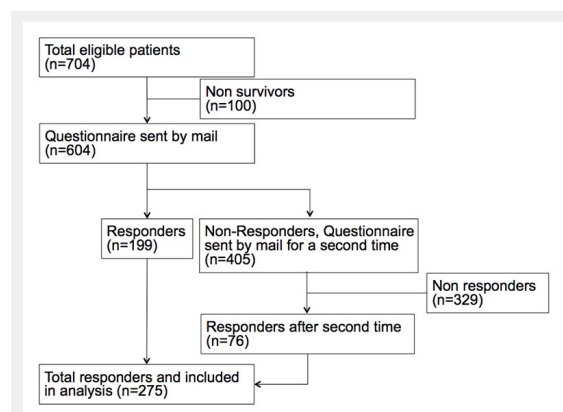 Total eligible patients
(n=704)
Non survivors
(n=100)
Questionnaire sent by mail
(n=604)
Responders
(n=199)
Non-Responders, Questionnaire
sent by mail for a second time
(n=405)
Non responders
(n=329)
Responders after second time
(n=76)
Total responders and included
in analysis (n=275)